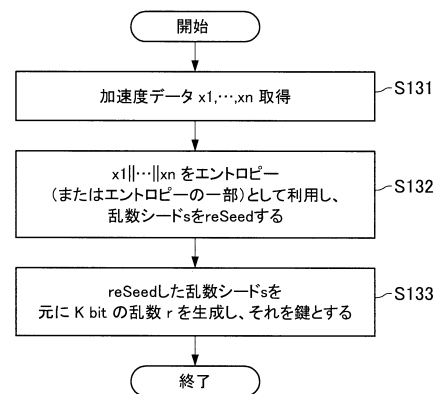 開始
加速度データ x1,…,xn 取得
S131
x1||…||xn をエントロピー
(またはエントロピーの一部)として利用し、
乱数シードsをreSeedする
S132
reSeedした乱数シードsを
元に K bit の乱数 r を生成し、それを鍵とする
S133
終了